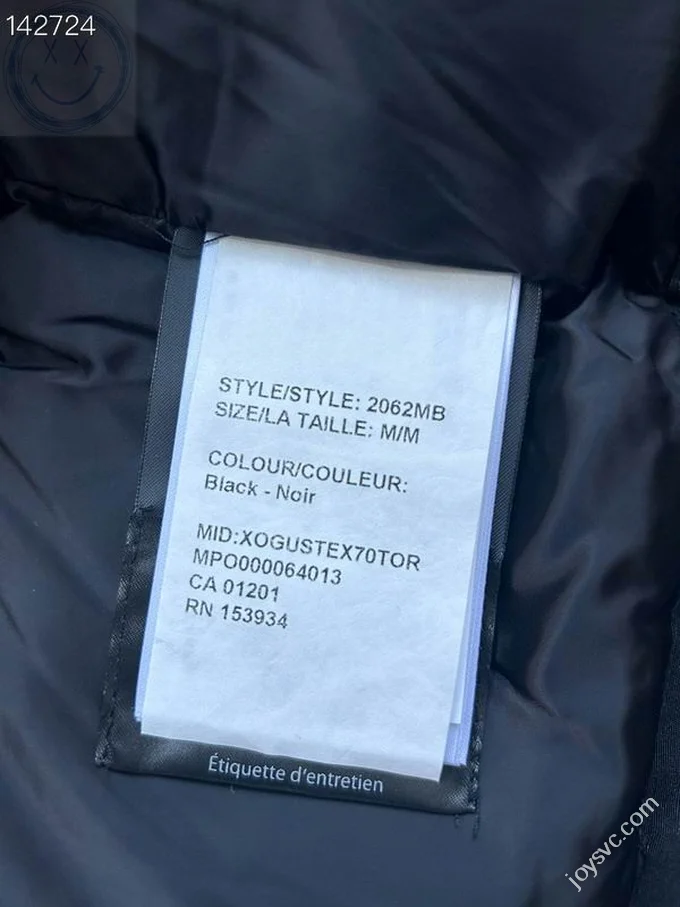 142724
STYLE/STYLE: 2062MB
SIZE/LA TAILLE: M/M
COLOUR/COULEUR:
Black - Noir
MID:XOGUSTEX70TOR
MPO000064013
CA 01201
RN 153934
Étiquette d'entretien
joysvc.com